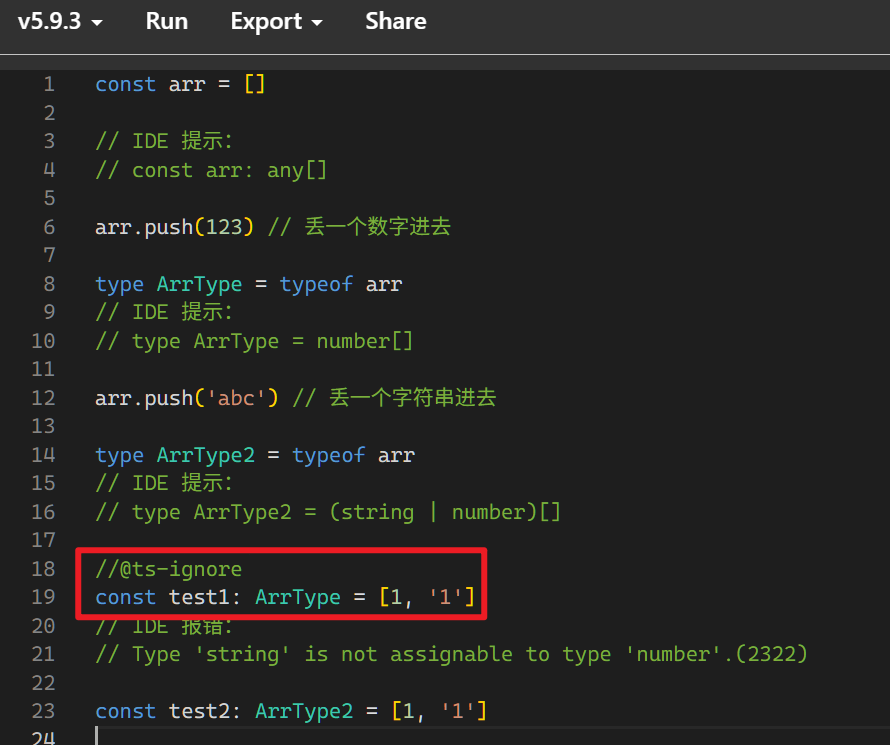 v5.9.3 Run Export Share
1 const arr = []
2
3 // IDE 提示:
4 // const arr: any[]
5
6 arr.push(123) // 丢一个数字进去
7
8 type ArrType = typeof arr
9 // IDE 提示:
10 // type ArrType = number[]
11
12 arr.push('abc') // 丢一个字符串进去
13
14 type ArrType2 = typeof arr
15 // IDE 提示:
16 // type ArrType2 = (string | number)[]
17
18 //@ts-ignore
19 const test1: ArrType = [1, '1']
20 // IDE 报错:
21 // Type 'string' is not assignable to type 'number'.(2322)
22
23 const test2: ArrType2 = [1, '1']
24